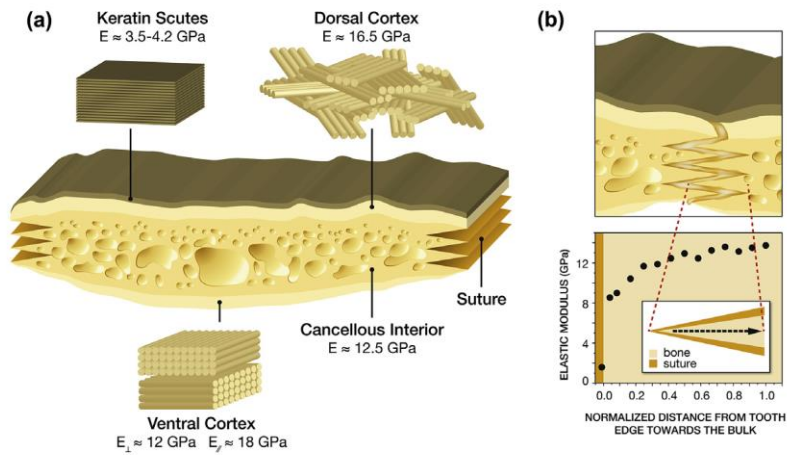 (a)
Keratin Scutes
E ≈ 3.5-4.2 GPa
Dorsal Cortex
E ≈ 16.5 GPa
Suture
Cancellous Interior
E ≈ 12.5 GPa
Ventral Cortex
E⊥ ≈ 12 GPa E∥ ≈ 18 GPa
(b)
ELASTIC MODULUS (GPa)
12
8
4
0
bone
suture
0.0 0.2 0.4 0.6 0.8 1.0
NORMALIZED DISTANCE FROM TOOTH
EDGE TOWARDS THE BULK